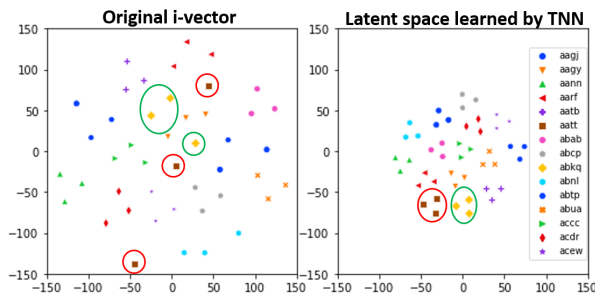 Original i-vector
Latent space learned by TNN
150
100
50
0
−50
−100
−150
−150
−100
−50
0
50
100
150
150
100
50
0
−50
−100
−150
−150
−100
−50
0
50
100
150
aagj
aagy
aann
aarf
aatb
aatt
abab
abcp
abkq
abnl
abtp
abua
accc
acdr
acew